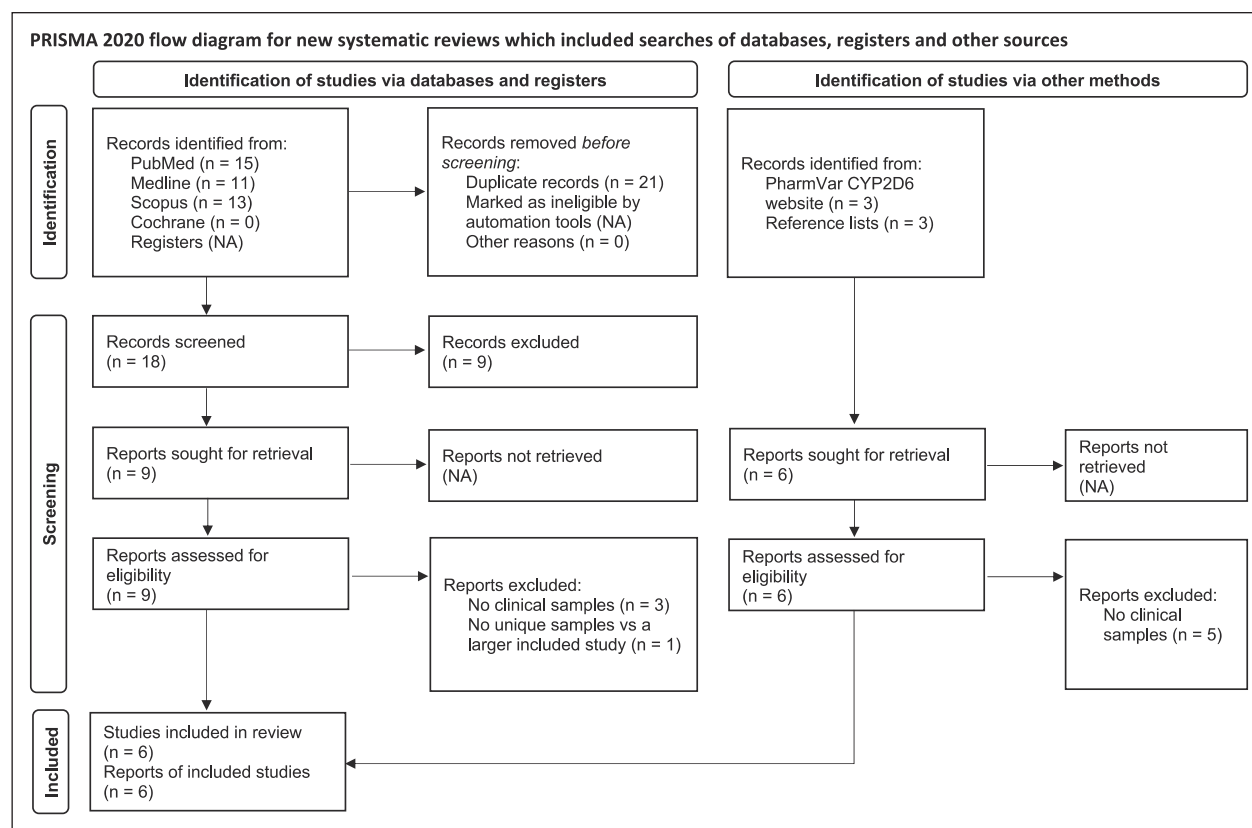 PRISMA 2020 flow diagram for new systematic reviews which included searches of databases, registers and other sources
Identification of studies via databases and registers
Identification of studies via other methods
Identification
Records identified from:
PubMed (n = 15)
Medline (n = 11)
Scopus (n = 13)
Cochrane (n = 0)
Registers (NA)
Records removed before
screening:
Duplicate records (n = 21)
Marked as ineligible by
automation tools (NA)
Other reasons (n = 0)
Records identified from:
PharmVar CYP2D6
website (n = 3)
Reference lists (n = 3)
Screening
Records screened
(n = 18)
Records excluded
(n = 9)
Reports sought for retrieval
(n = 9)
Reports not retrieved
(NA)
Reports sought for retrieval
(n = 6)
Reports not
retrieved
(NA)
Reports assessed for
eligibility
(n = 9)
Reports excluded:
No clinical samples (n = 3)
No unique samples vs a
larger included study (n = 1)
Reports assessed for
eligibility
(n = 6)
Reports excluded:
No clinical
samples (n = 5)
Included
Studies included in review
(n = 6)
Reports of included studies
(n = 6)